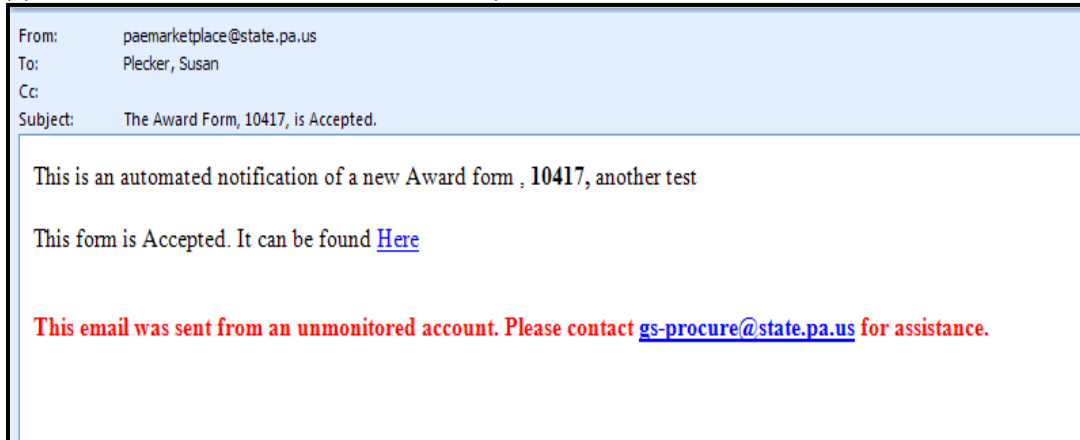 From: paemarketplace@state.pa.us
To: Plecker, Susan
Cc:
Subject: The Award Form, 10417, is Accepted.
This is an automated notification of a new Award form , 10417, another test
This form is Accepted. It can be found Here
This email was sent from an unmonitored account. Please contact gs-procure@state.pa.us for assistance.